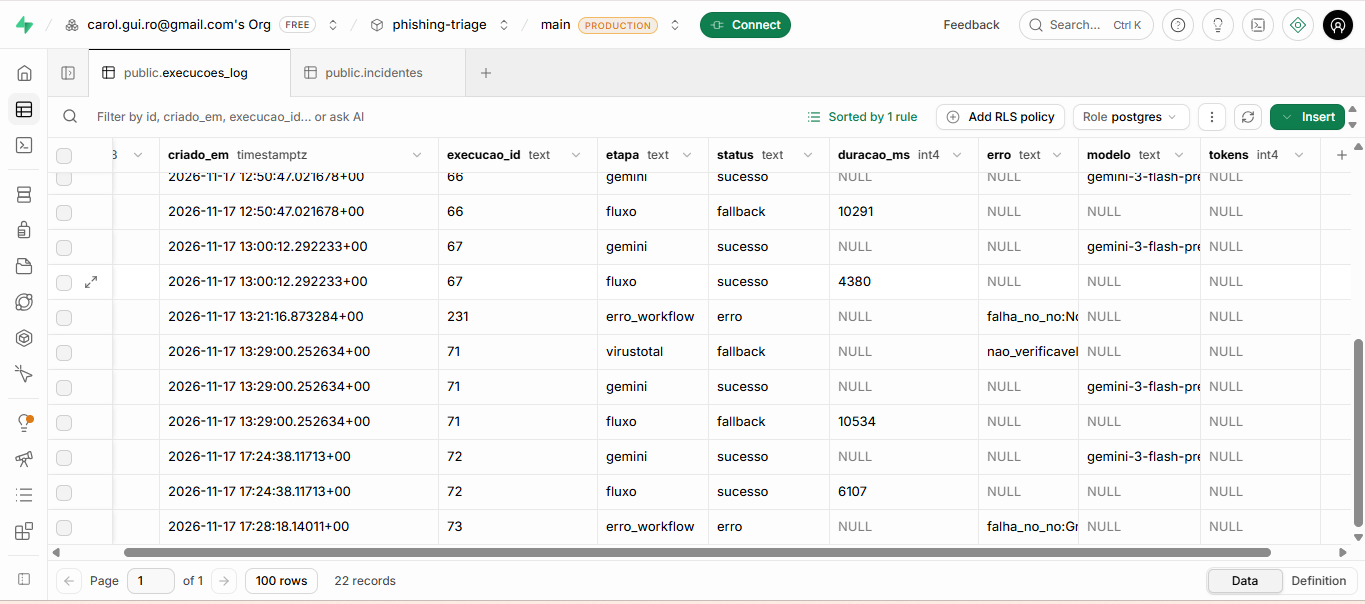 carol.gui.ro@gmail.com's Org FREE / phishing-triage / main PRODUCTION Connect Feedback Search... Ctrl K
public.execucoes_log public.incidentes +
Filter by id, criado_em, execucao_id... or ask AI Sorted by 1 rule Add RLS policy Role postgres Insert
criado_em timestamptz execucao_id text etapa text status text duracao_ms int4 erro text modelo text tokens int4 +
2026-11-17 12:50:47.021678+00 66 gemini sucesso NULL NULL gemini-3-flash-pre NULL
2026-11-17 12:50:47.021678+00 66 fluxo fallback 10291 NULL NULL NULL
2026-11-17 13:00:12.292233+00 67 gemini sucesso NULL NULL gemini-3-flash-pre NULL
2026-11-17 13:00:12.292233+00 67 fluxo sucesso 4380 NULL NULL NULL
2026-11-17 13:21:16.873284+00 231 erro_workflow erro NULL falha_no_no:No NULL NULL
2026-11-17 13:29:00.252634+00 71 virustotal fallback NULL nao_verificavel NULL NULL
2026-11-17 13:29:00.252634+00 71 gemini sucesso NULL NULL gemini-3-flash-pre NULL
2026-11-17 13:29:00.252634+00 71 fluxo fallback 10534 NULL NULL NULL
2026-11-17 17:24:38.11713+00 72 gemini sucesso NULL NULL gemini-3-flash-pre NULL
2026-11-17 17:24:38.11713+00 72 fluxo sucesso 6107 NULL NULL NULL
2026-11-17 17:28:18.14011+00 73 erro_workflow erro NULL falha_no_no:Gr NULL NULL
Page 1 of 1 100 rows 22 records Data Definition